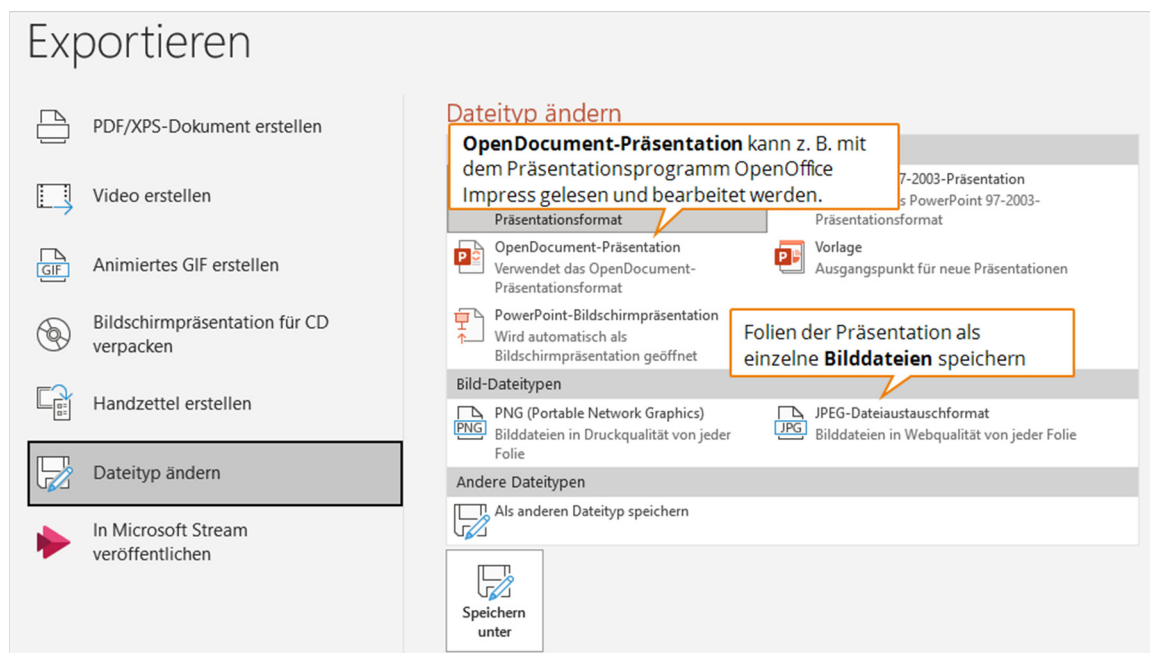 Exportieren
PDF/XPS-Dokument erstellen
Video erstellen
GIF
Animiertes GIF erstellen
Bildschirmpräsentation für CD
verpacken
Handzettel erstellen
Dateityp ändern
In Microsoft Stream
veröffentlichen
Dateityp ändern
OpenDocument-Präsentation kann z. B. mit
dem Präsentationsprogramm OpenOffice
Impress gelesen und bearbeitet werden.
Präsentationsformat
7-2003-Präsentation
s PowerPoint 97-2003-
Präsentationsformat
OpenDocument-Präsentation
Verwendet das OpenDocument-
Präsentationsformat
Vorlage
Ausgangspunkt für neue Präsentationen
PowerPoint-Bildschirmpräsentation
Wird automatisch als
Bildschirmpräsentation geöffnet
Folien der Präsentation als
einzelne Bilddateien speichern
Bild-Dateitypen
PNG
PNG (Portable Network Graphics)
Bilddateien in Druckqualität von jeder
Folie
JPG
JPEG-Dateiaustauschformat
Bilddateien in Webqualität von jeder Folie
Andere Dateitypen
Als anderen Dateityp speichern
Speichern
unter